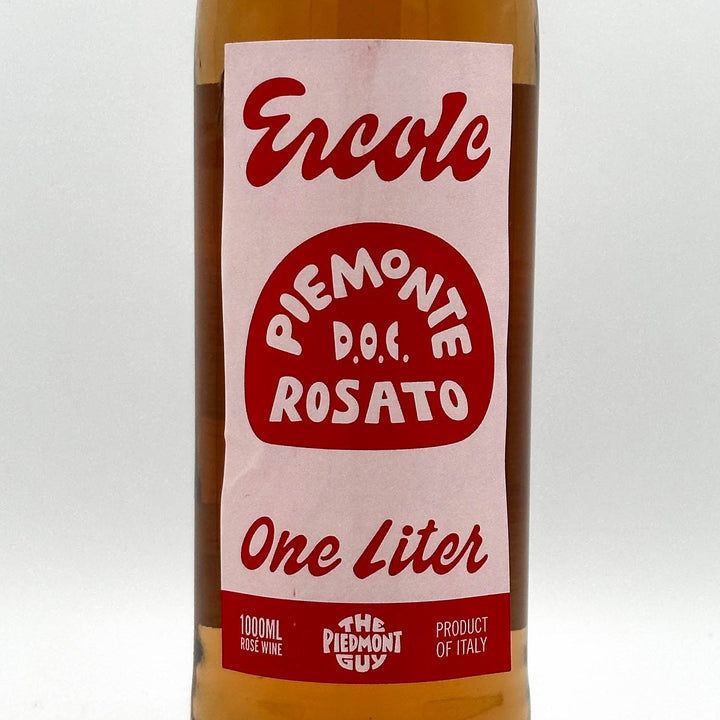 Ercole
PIEMONTE
D.O.C.
ROSATO
One Liter
1000ML
ROSÉ WINE
THE
PIEDMONT
GUY
PRODUCT
OF ITALY